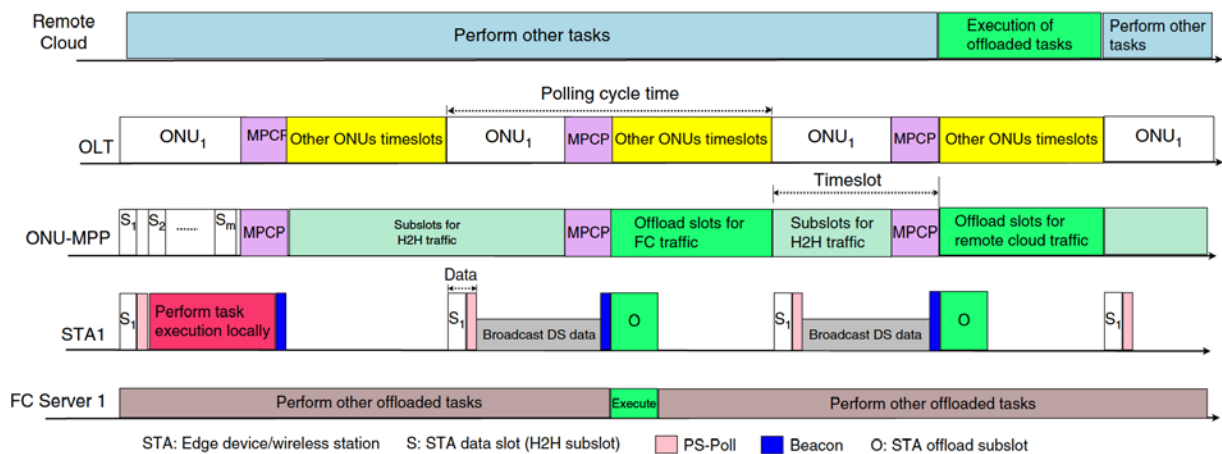 Remote
Cloud
Perform other tasks
Execution of
offloaded tasks
Perform other
tasks
Polling cycle time
OLT
ONU1
MPCP
Other ONUs timeslots
ONU1
MPCP
Other ONUs timeslots
ONU1
MPCP
Other ONUs timeslots
ONU1
Timeslot
ONU-MPP
S1
S2
......
Sm
MPCP
Subslots for
H2H traffic
MPCP
Offload slots for
FC traffic
Subslots for
H2H traffic
MPCP
Offload slots for
remote cloud traffic
Data
STA1
S1
Perform task
execution locally
S1
Broadcast DS data
O
S1
Broadcast DS data
O
S1
FC Server 1
Perform other offloaded tasks
Execute
Perform other offloaded tasks
STA: Edge device/wireless station S: STA data slot (H2H subslot) PS-Poll Beacon O: STA offload subslot